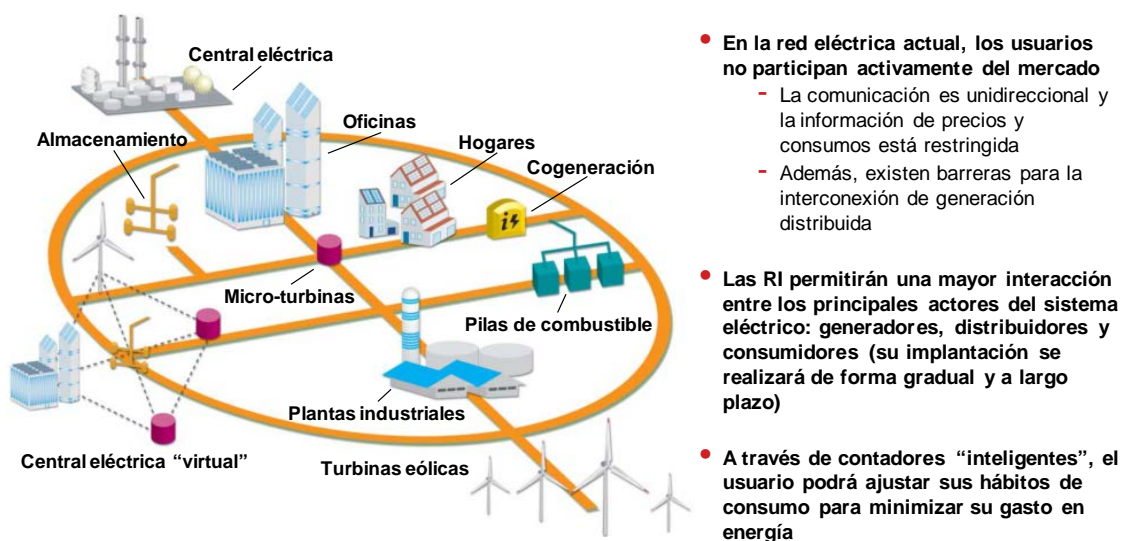 Central eléctrica
Almacenamiento
Oficinas
Hogares
Cogeneración
Micro-turbinas
Pilas de combustible
Plantas industriales
Central eléctrica “virtual”
Turbinas eólicas
• En la red eléctrica actual, los usuarios
no participan activamente del mercado
- La comunicación es unidireccional y
la información de precios y
consumos está restringida
- Además, existen barreras para la
interconexión de generación
distribuida
• Las RI permitirán una mayor interacción
entre los principales actores del sistema
eléctrico: generadores, distribuidores y
consumidores (su implantación se
realizará de forma gradual y a largo
plazo)
• A través de contadores “inteligentes”, el
usuario podrá ajustar sus hábitos de
consumo para minimizar su gasto en
energía